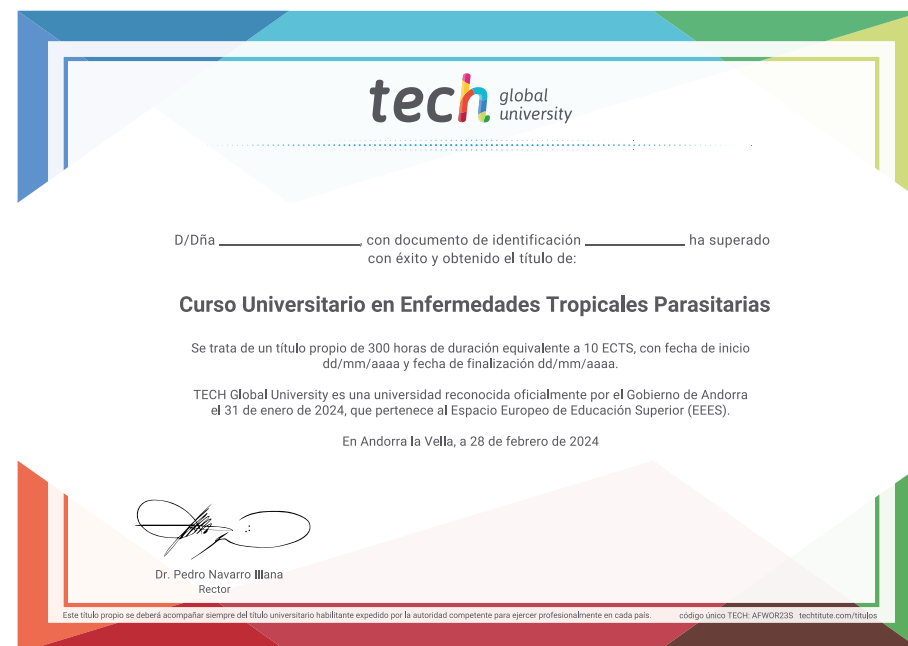 tech global university
D/Dña ____________________, con documento de identificación ______________ ha superado
con éxito y obtenido el título de:
Curso Universitario en Enfermedades Tropicales Parasitarias
Se trata de un título propio de 300 horas de duración equivalente a 10 ECTS, con fecha de inicio
dd/mm/aaaa y fecha de finalización dd/mm/aaaa.
TECH Global University es una universidad reconocida oficialmente por el Gobierno de Andorra
el 31 de enero de 2024, que pertenece al Espacio Europeo de Educación Superior (EEES).
En Andorra la Vella, a 28 de febrero de 2024
Dr. Pedro Navarro Illana
Rector
Este título propio se deberá acompañar siempre del título universitario habilitante expedido por la autoridad competente para ejercer profesionalmente en cada país. código único TECH: AFWOR23S techtitute.com/titulos